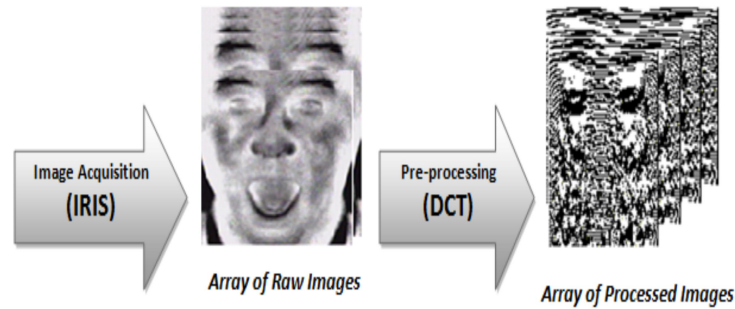 Image Acquisition
(IRIS)
Array of Raw Images
Pre-processing
(DCT)
Array of Processed Images